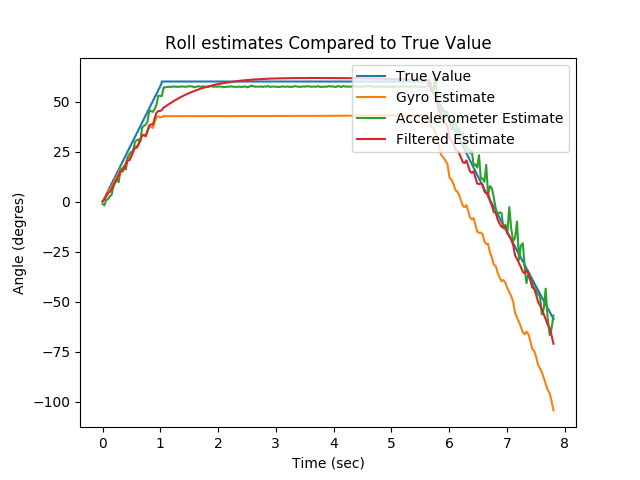 Roll estimates Compared to True Value
True Value
Gyro Estimate
Accelerometer Estimate
Filtered Estimate
Angle (degres)
50
25
0
−25
−50
−75
−100
0 1 2 3 4 5 6 7 8
Time (sec)